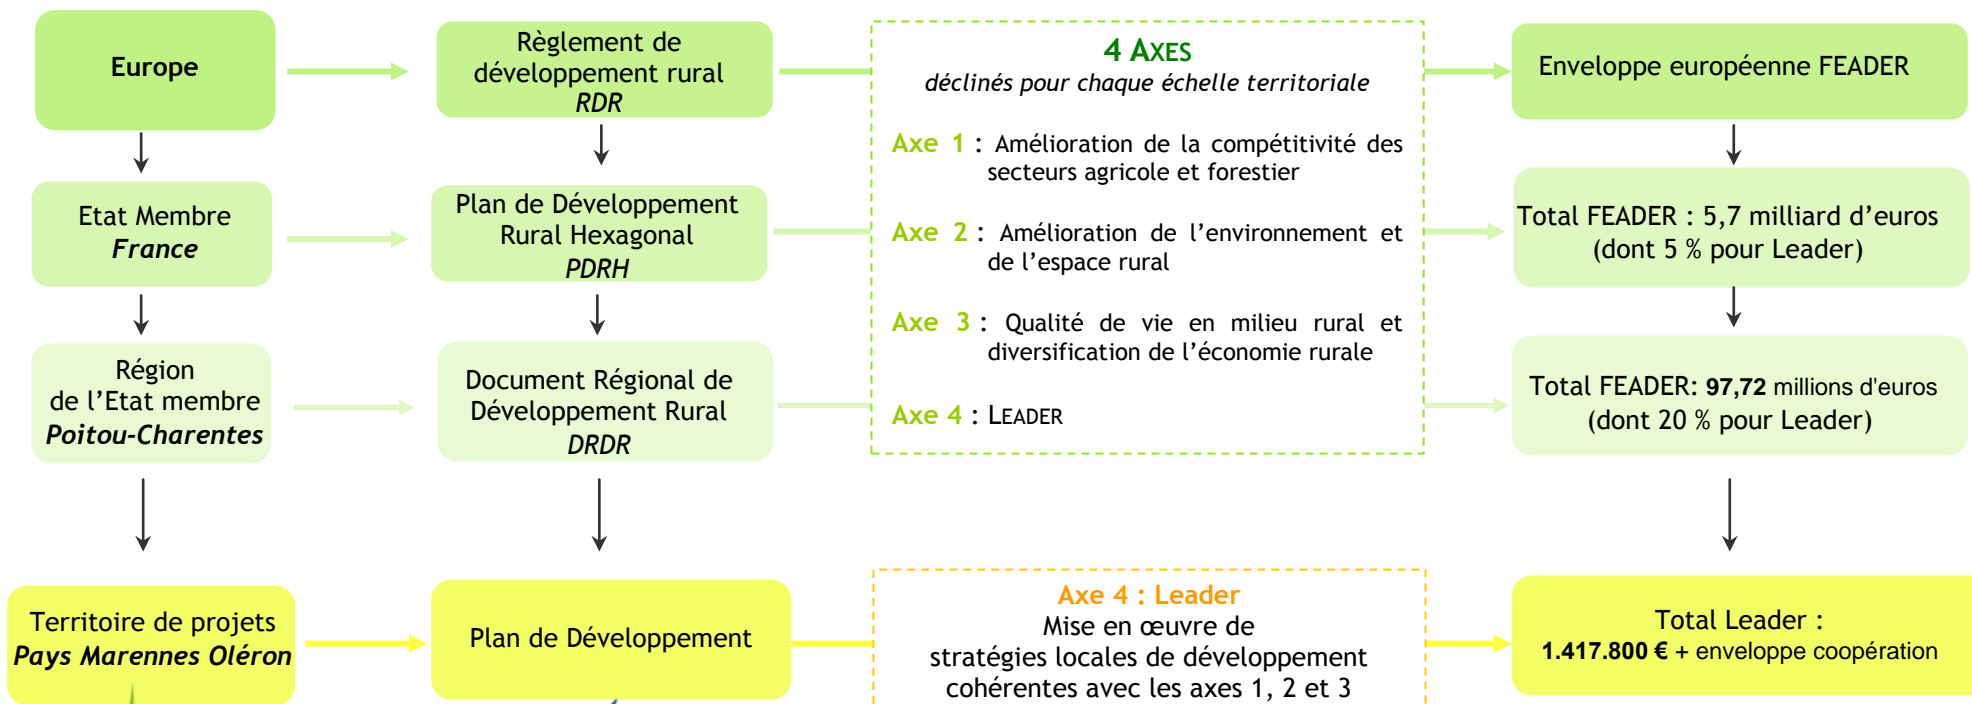 Europe
Règlement de
développement rural
RDR
4 AXES
déclinés pour chaque échelle territoriale
Enveloppe européenne FEADER
Axe 1 : Amélioration de la compétitivité des
secteurs agricole et forestier
Etat Membre
France
Plan de Développement
Rural Hexagonal
PDRH
Axe 2 : Amélioration de l’environnement et
de l’espace rural
Total FEADER : 5,7 milliard d’euros
(dont 5 % pour Leader)
Axe 3 : Qualité de vie en milieu rural et
diversification de l’économie rurale
Région
de l’Etat membre
Poitou-Charentes
Document Régional de
Développement Rural
DRDR
Axe 4 : LEADER
Total FEADER: 97,72 millions d'euros
(dont 20 % pour Leader)
Territoire de projets
Pays Marennes Oléron
Plan de Développement
Axe 4 : Leader
Mise en œuvre de
stratégies locales de développement
cohérentes avec les axes 1, 2 et 3
Total Leader :
1.417.800 € + enveloppe coopération